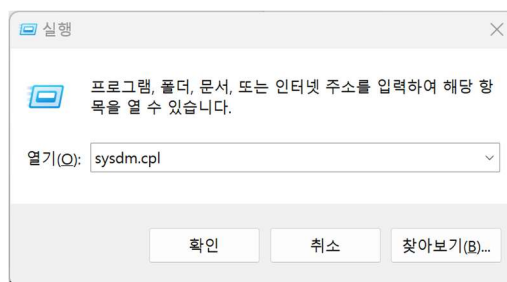 실행
프로그램, 폴더, 문서, 또는 인터넷 주소를 입력하여 해당 항
목을 열 수 있습니다.
열기(O): sysdm.cpl
확인 취소 찾아보기(B)...